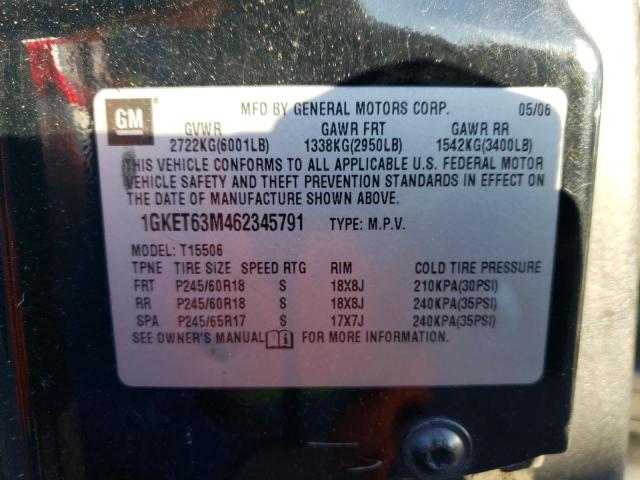 GM MFD BY GENERAL MOTORS CORP. 05/06
GVWR GAWR FRT GAWR RR
2722KG(6001LB) 1338KG(2950LB) 1542KG(3400LB)
THIS VEHICLE CONFORMS TO ALL APPLICABLE U.S. FEDERAL MOTOR
VEHICLE SAFETY AND THEFT PREVENTION STANDARDS IN EFFECT ON
THE DATE OF MANUFACTURE SHOWN ABOVE.
1GKET63M462345791 TYPE: M.P.V.
MODEL: T15506
TPNE TIRE SIZE SPEED RTG RIM COLD TIRE PRESSURE
FRT P245/60R18 S 18X8J 210KPA(30PSI)
RR P245/60R18 S 18X8J 240KPA(35PSI)
SPA P245/65R17 S 17X7J 240KPA(35PSI)
SEE OWNER'S MANUAL FOR MORE INFORMATION.